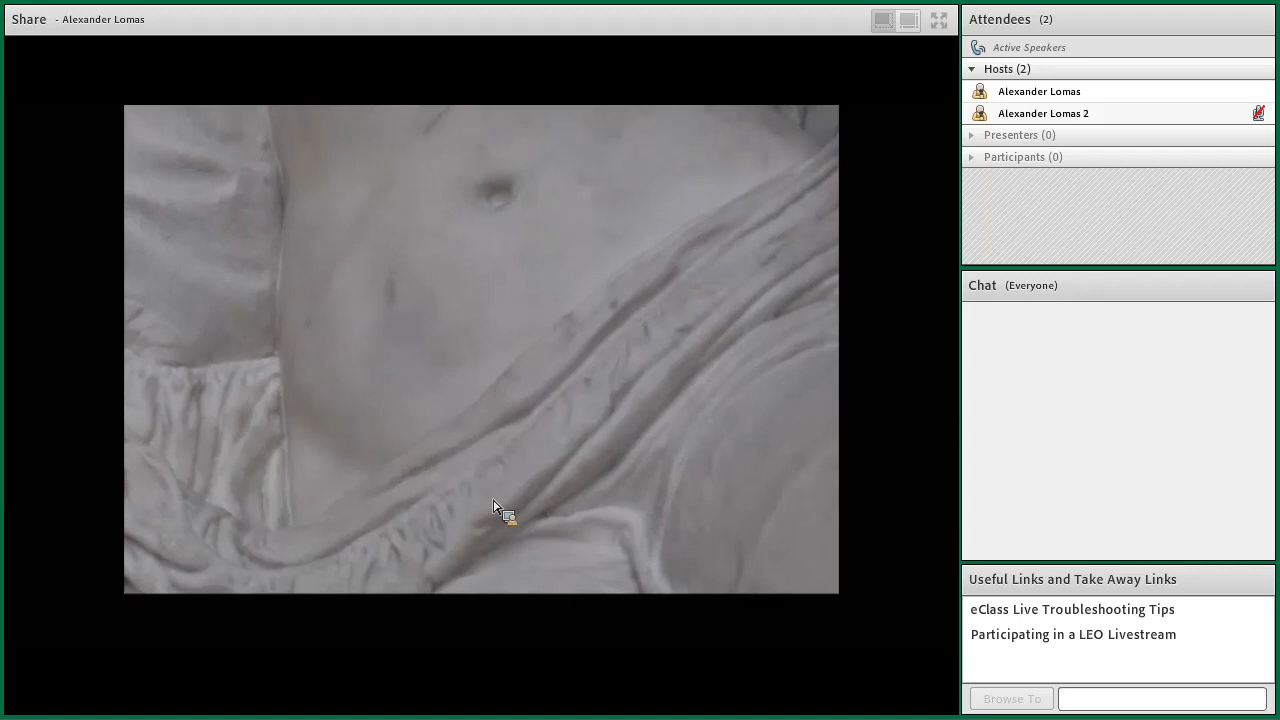 Share - Alexander Lomas
Attendees (2)
Active Speakers
Hosts (2)
Alexander Lomas
Alexander Lomas 2
Presenters (0)
Participants (0)
Chat (Everyone)
Useful Links and Take Away Links
eClass Live Troubleshooting Tips
Participating in a LEO Livestream
Browse To